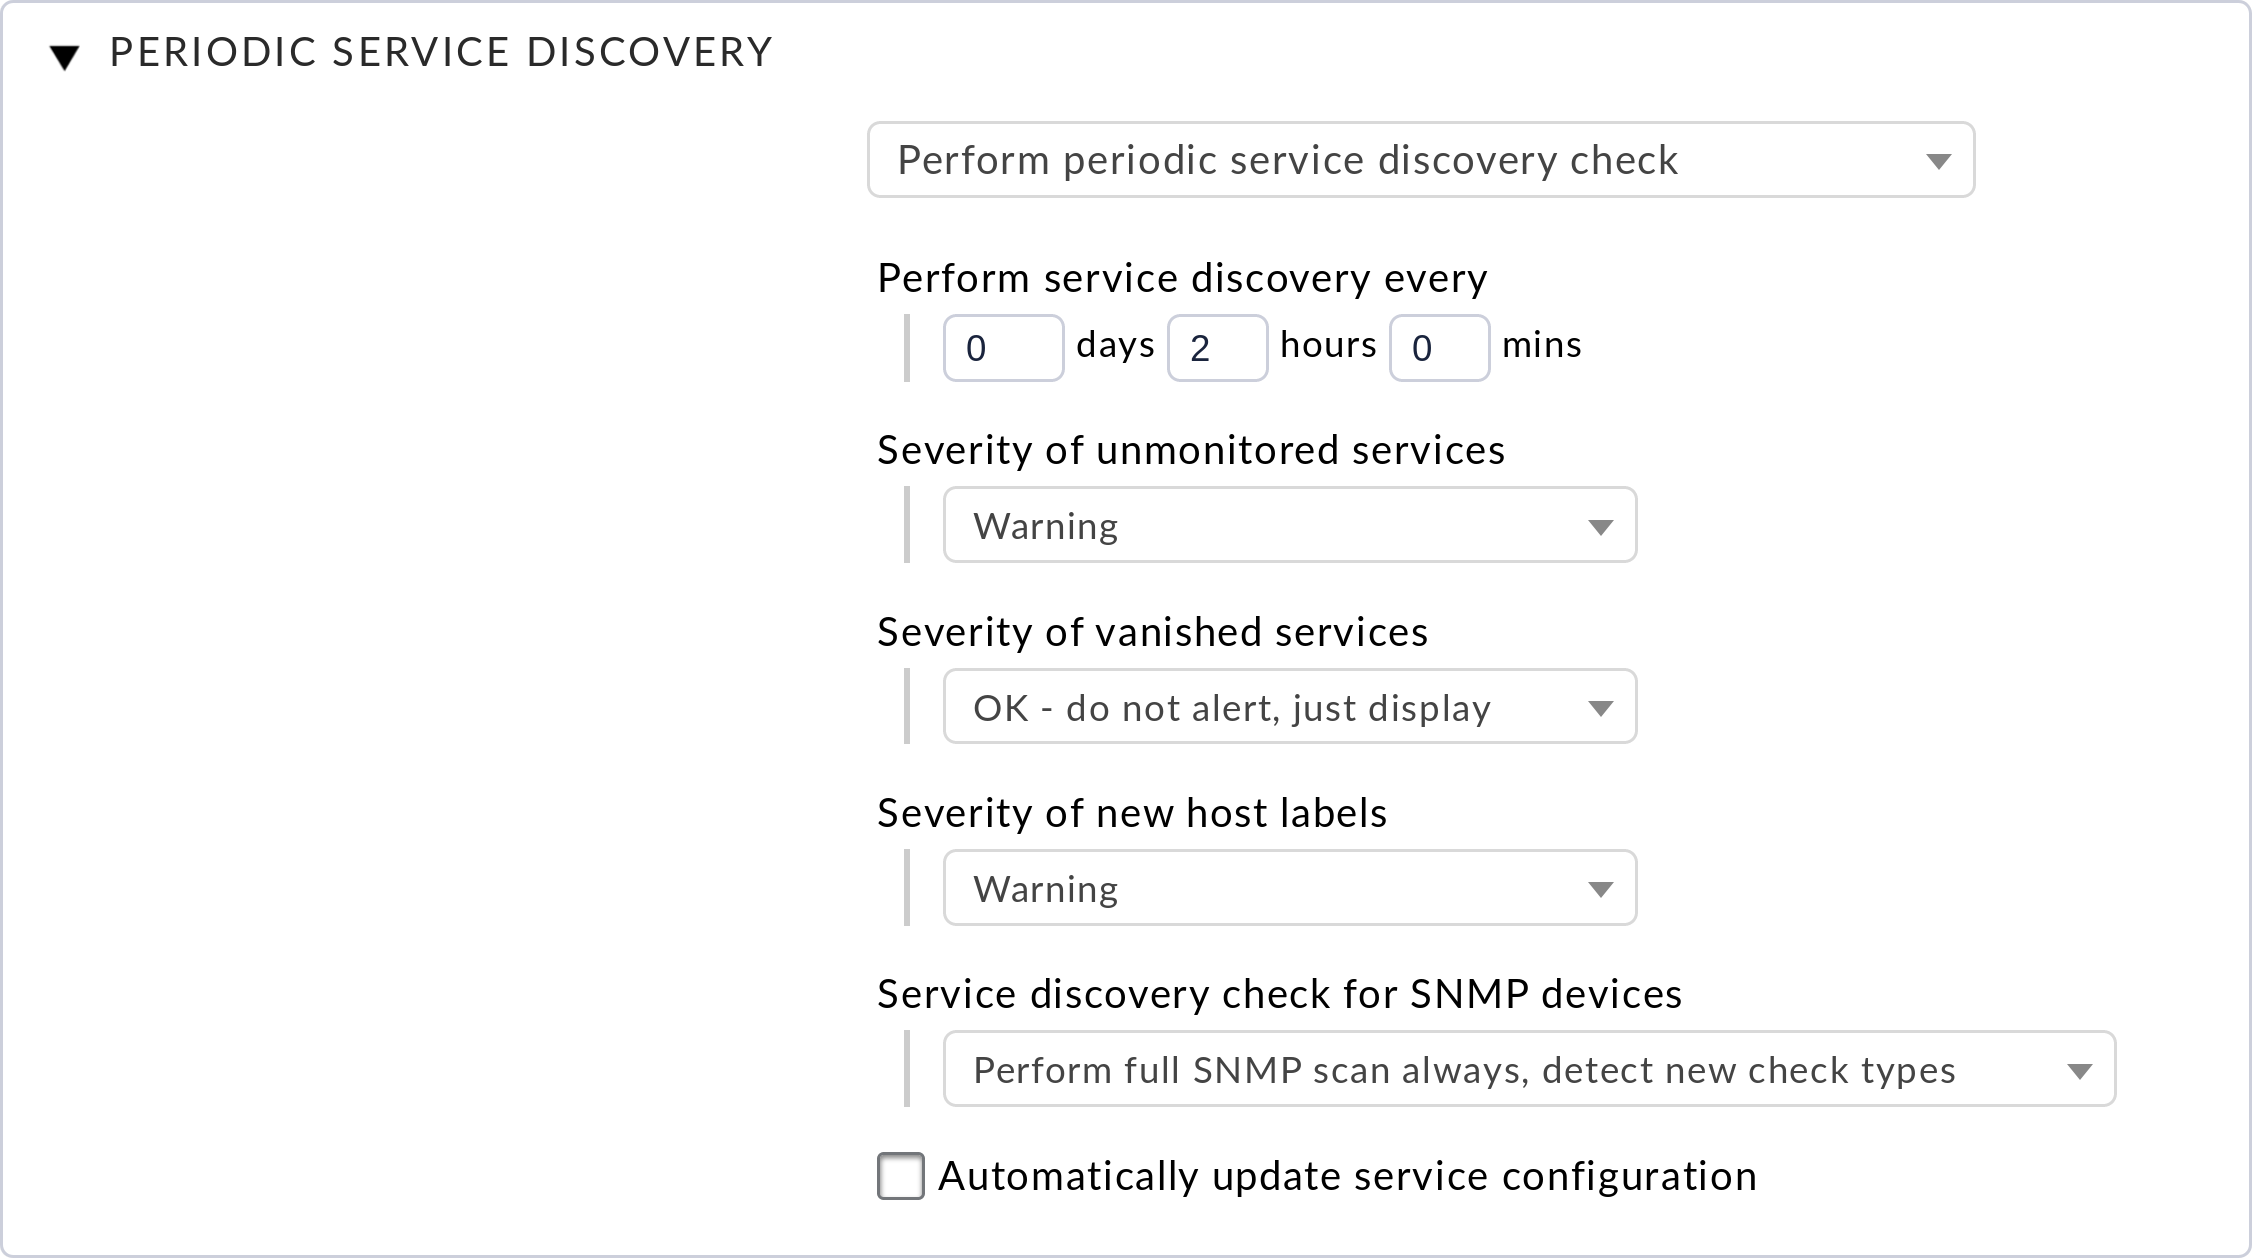 PERIODIC SERVICE DISCOVERY
Perform periodic service discovery check
Perform service discovery every
0 days 2 hours 0 mins
Severity of unmonitored services
Warning
Severity of vanished services
OK - do not alert, just display
Severity of new host labels
Warning
Service discovery check for SNMP devices
Perform full SNMP scan always, detect new check types
Automatically update service configuration